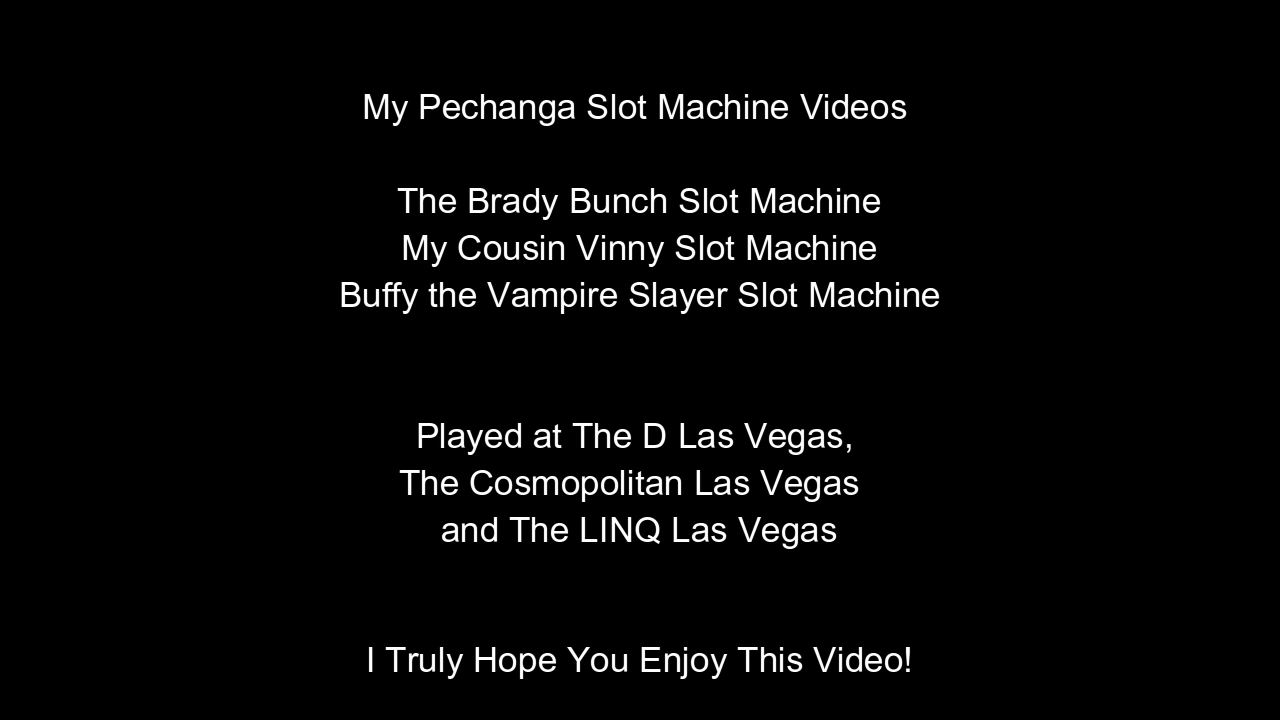 My Pechanga Slot Machine Videos
The Brady Bunch Slot Machine
My Cousin Vinny Slot Machine
Buffy the Vampire Slayer Slot Machine
Played at The D Las Vegas,
The Cosmopolitan Las Vegas
and The LINQ Las Vegas
I Truly Hope You Enjoy This Video!